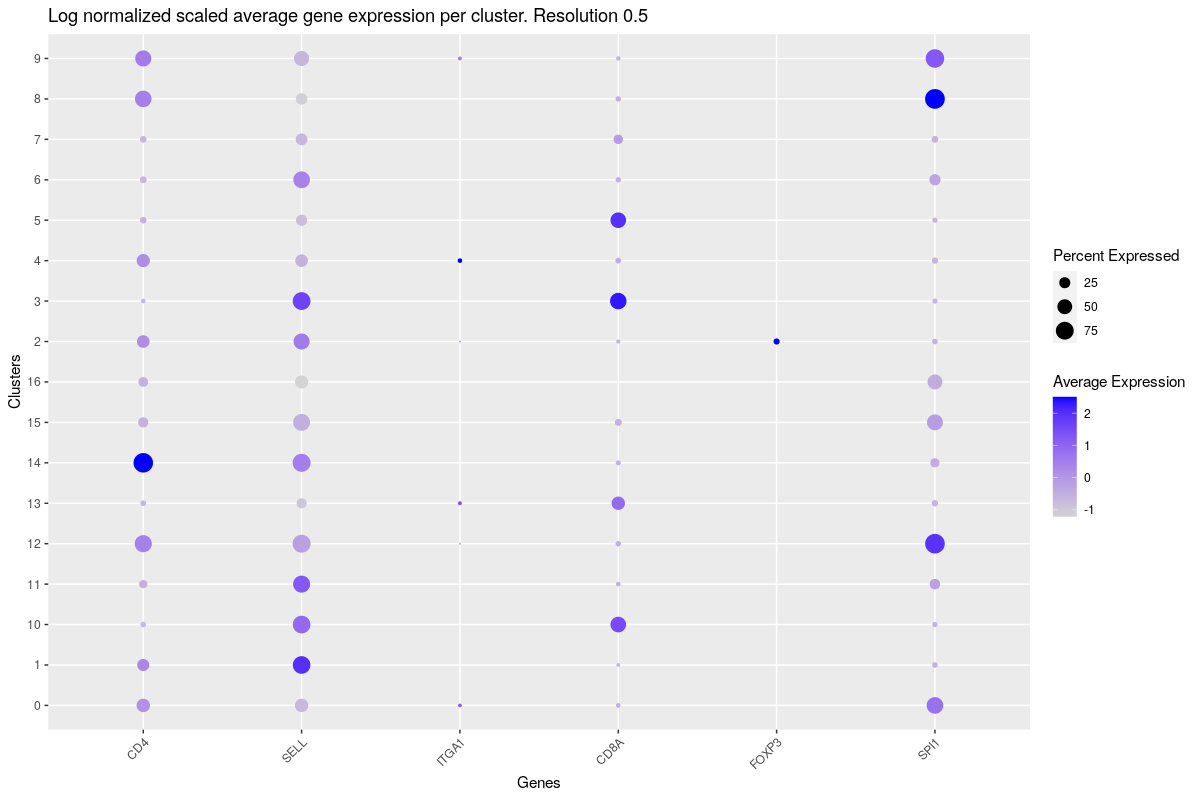 Log normalized scaled average gene expression per cluster. Resolution 0.5
Clusters
9
8
7
6
5
4
3
2
16
15
14
13
12
11
10
1
0
CD4
SELL
ITGA1
CD8A
FOXP3
SPI1
Genes
Percent Expressed
25
50
75
Average Expression
2
1
0
-1